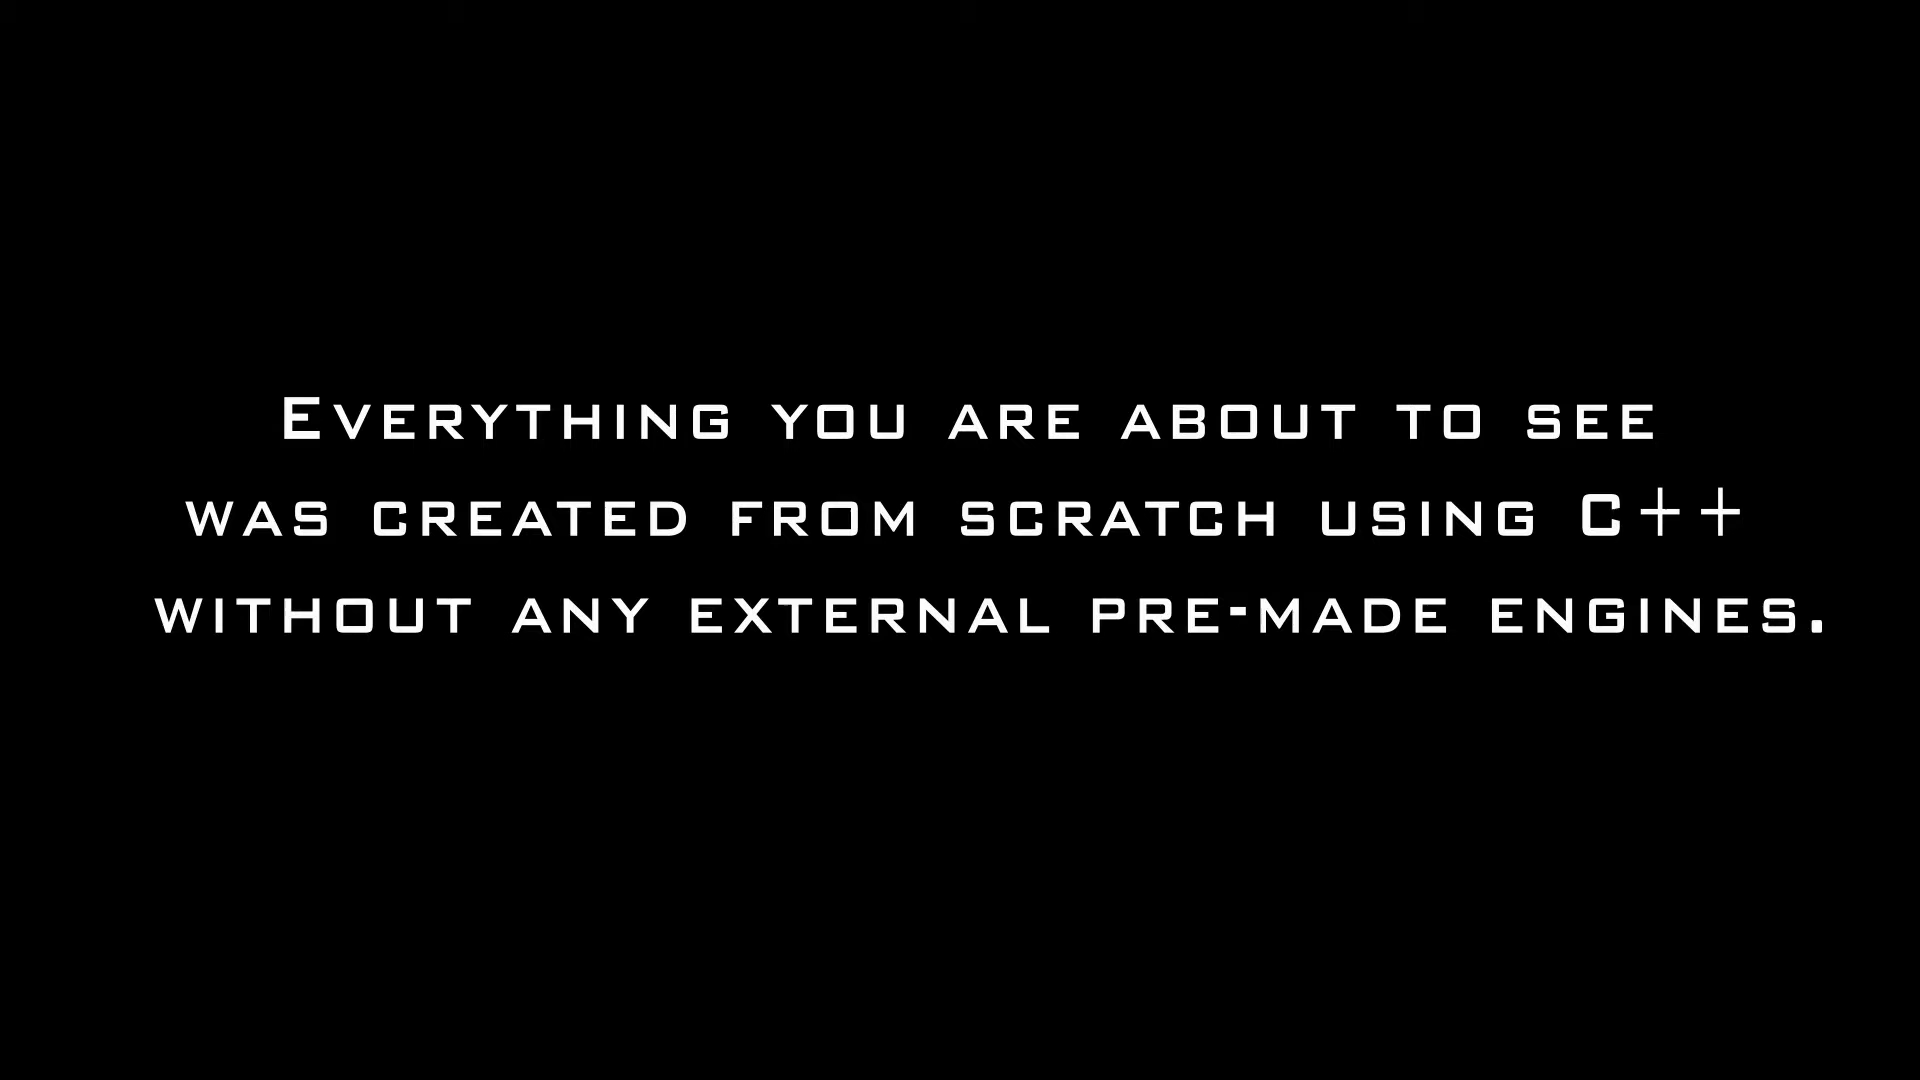 Everything you are about to see
was created from scratch using C++
without any external pre-made engines.